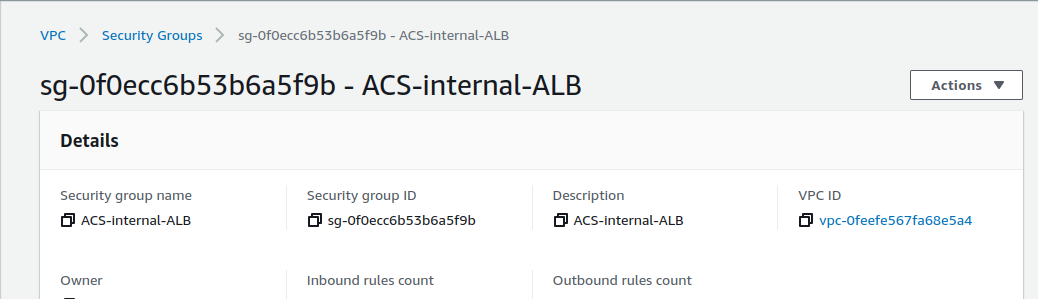 VPC > Security Groups > sg-0f0ecc6b53b6a5f9b - ACS-internal-ALB
sg-0f0ecc6b53b6a5f9b - ACS-internal-ALB
Actions ▼
Details
Security group name Security group ID Description VPC ID
ACS-internal-ALB sg-0f0ecc6b53b6a5f9b ACS-internal-ALB vpc-0feefe567fa68e5a4
Owner Inbound rules count Outbound rules count